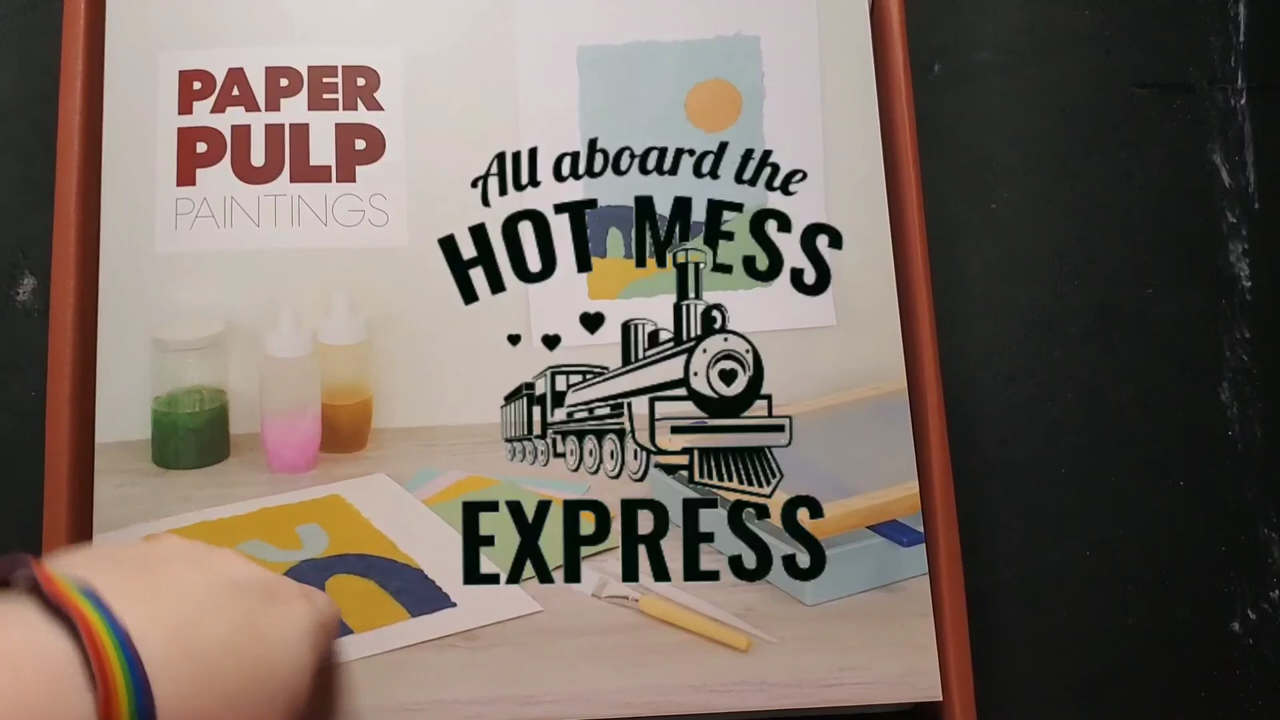 PAPER
PULP
PAINTINGS
All aboard the
HOT MESS
EXPRESS